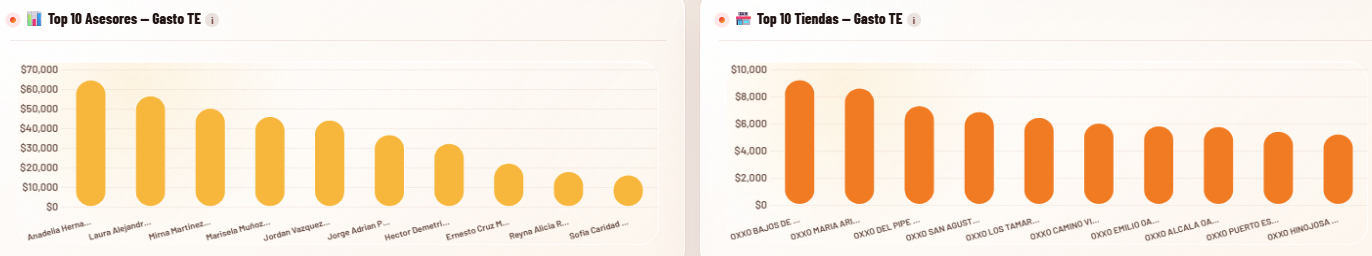 Top 10 Asesores – Gasto TE i
$70,000
$60,000
$50,000
$40,000
$30,000
$20,000
$10,000
$0
Anadelia Herna...
Laura Alejandr...
Mirna Martinez...
Marisela Muñoz...
Jordan Vazquez...
Jorge Adrian P...
Hector Demetri...
Ernesto Cruz M...
Reyna Alicia R...
Sofia Caridad ...
Top 10 Tiendas – Gasto TE i
$10,000
$8,000
$6,000
$4,000
$2,000
$0
OXXO BAJOS DE ...
OXXO MARIA ARI...
OXXO DEL PIPE ...
OXXO SAN AGUST...
OXXO LOS TAMAR...
OXXO CAMINO VI...
OXXO EMILIO OA...
OXXO ALCALA OA...
OXXO PUERTO ES...
OXXO HINOJOSA ...